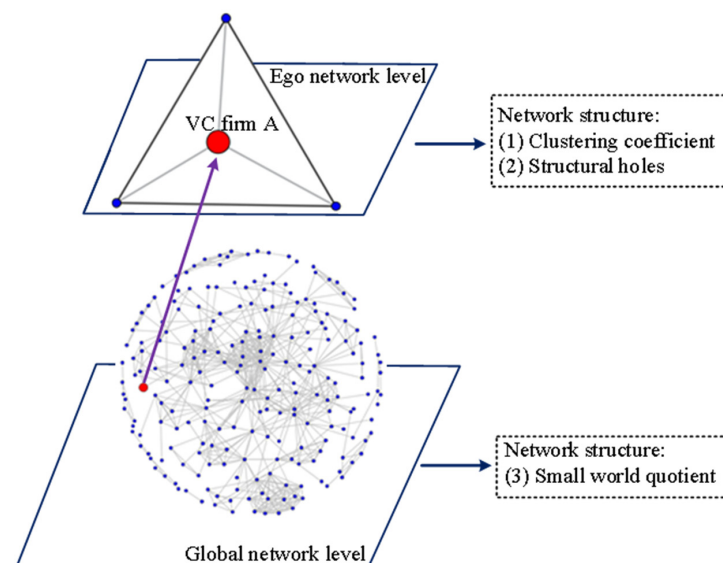 Ego network level
VC firm A
Network structure:
(1) Clustering coefficient
(2) Structural holes
Network structure:
(3) Small world quotient
Global network level